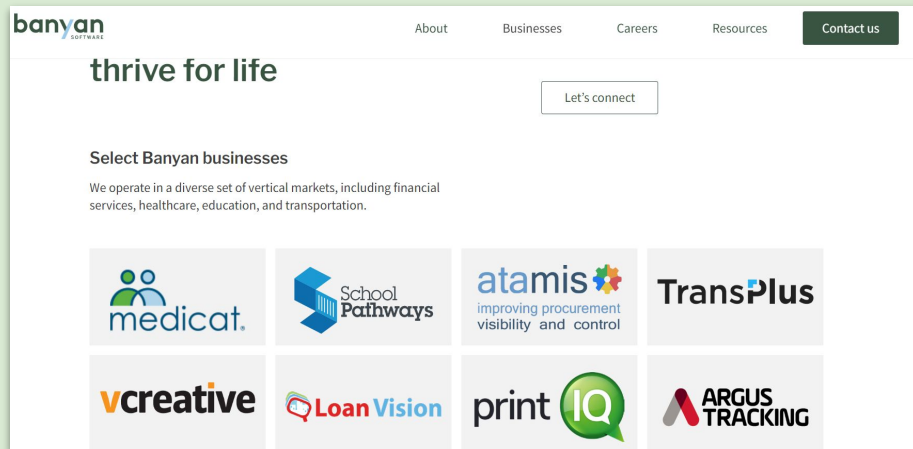 banyan
SOFTWARE
About Businesses Careers Resources Contact us
thrive for life
Let's connect
Select Banyan businesses
We operate in a diverse set of vertical markets, including financial
services, healthcare, education, and transportation.
medicat.
School
Pathways
atamis
improving procurement
visibility and control
TransPlus
vcreative
Loan Vision
print IQ
ARGUS
TRACKING